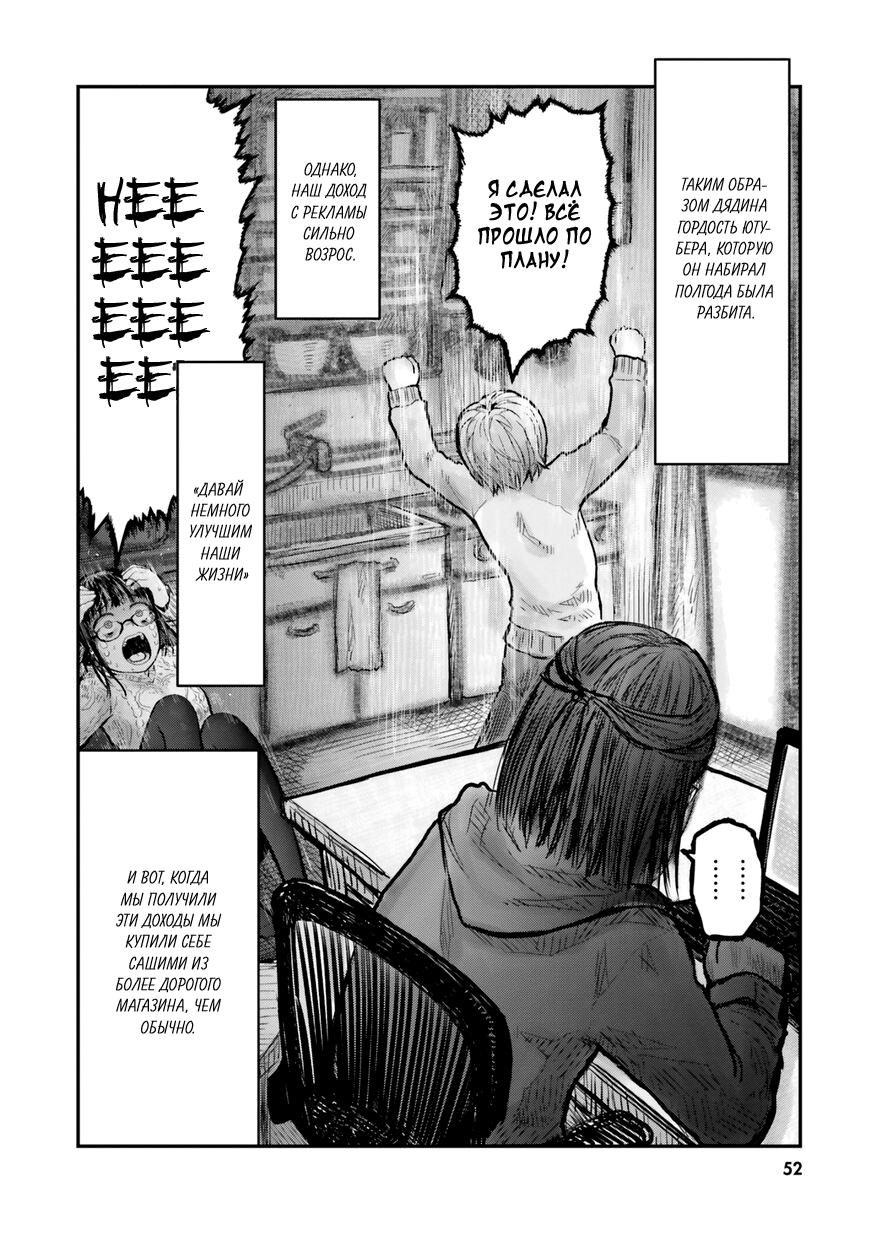 ТАКИМ ОБРА-
ЗОМ ДЯДИНА
ГОРДОСТЬ ЮТУ-
БЕРА, КОТОРУЮ
ОН НАБИРАЛ
ПОЛГОДА БЫЛА
РАЗБИТА.
Я СДЕЛАЛ
ЭТО! ВСЁ
ПРОШЛО ПО
ПЛАНУ!
ОДНАКО,
НАШ ДОХОД
С РЕКЛАМЫ
СИЛЬНО
ВОЗРОС.
НЕЕ
ЕЕЕ
ЕЕЕ
ЕЕТ
«ДАВАЙ
НЕМНОГО
УЛУЧШИМ
НАШИ
ЖИЗНИ»
.......
И ВОТ, КОГДА
МЫ ПОЛУЧИЛИ
ЭТИ ДОХОДЫ МЫ
КУПИЛИ СЕБЕ
САШИМИ ИЗ
БОЛЕЕ ДОРОГОГО
МАГАЗИНА, ЧЕМ
ОБЫЧНО.
52